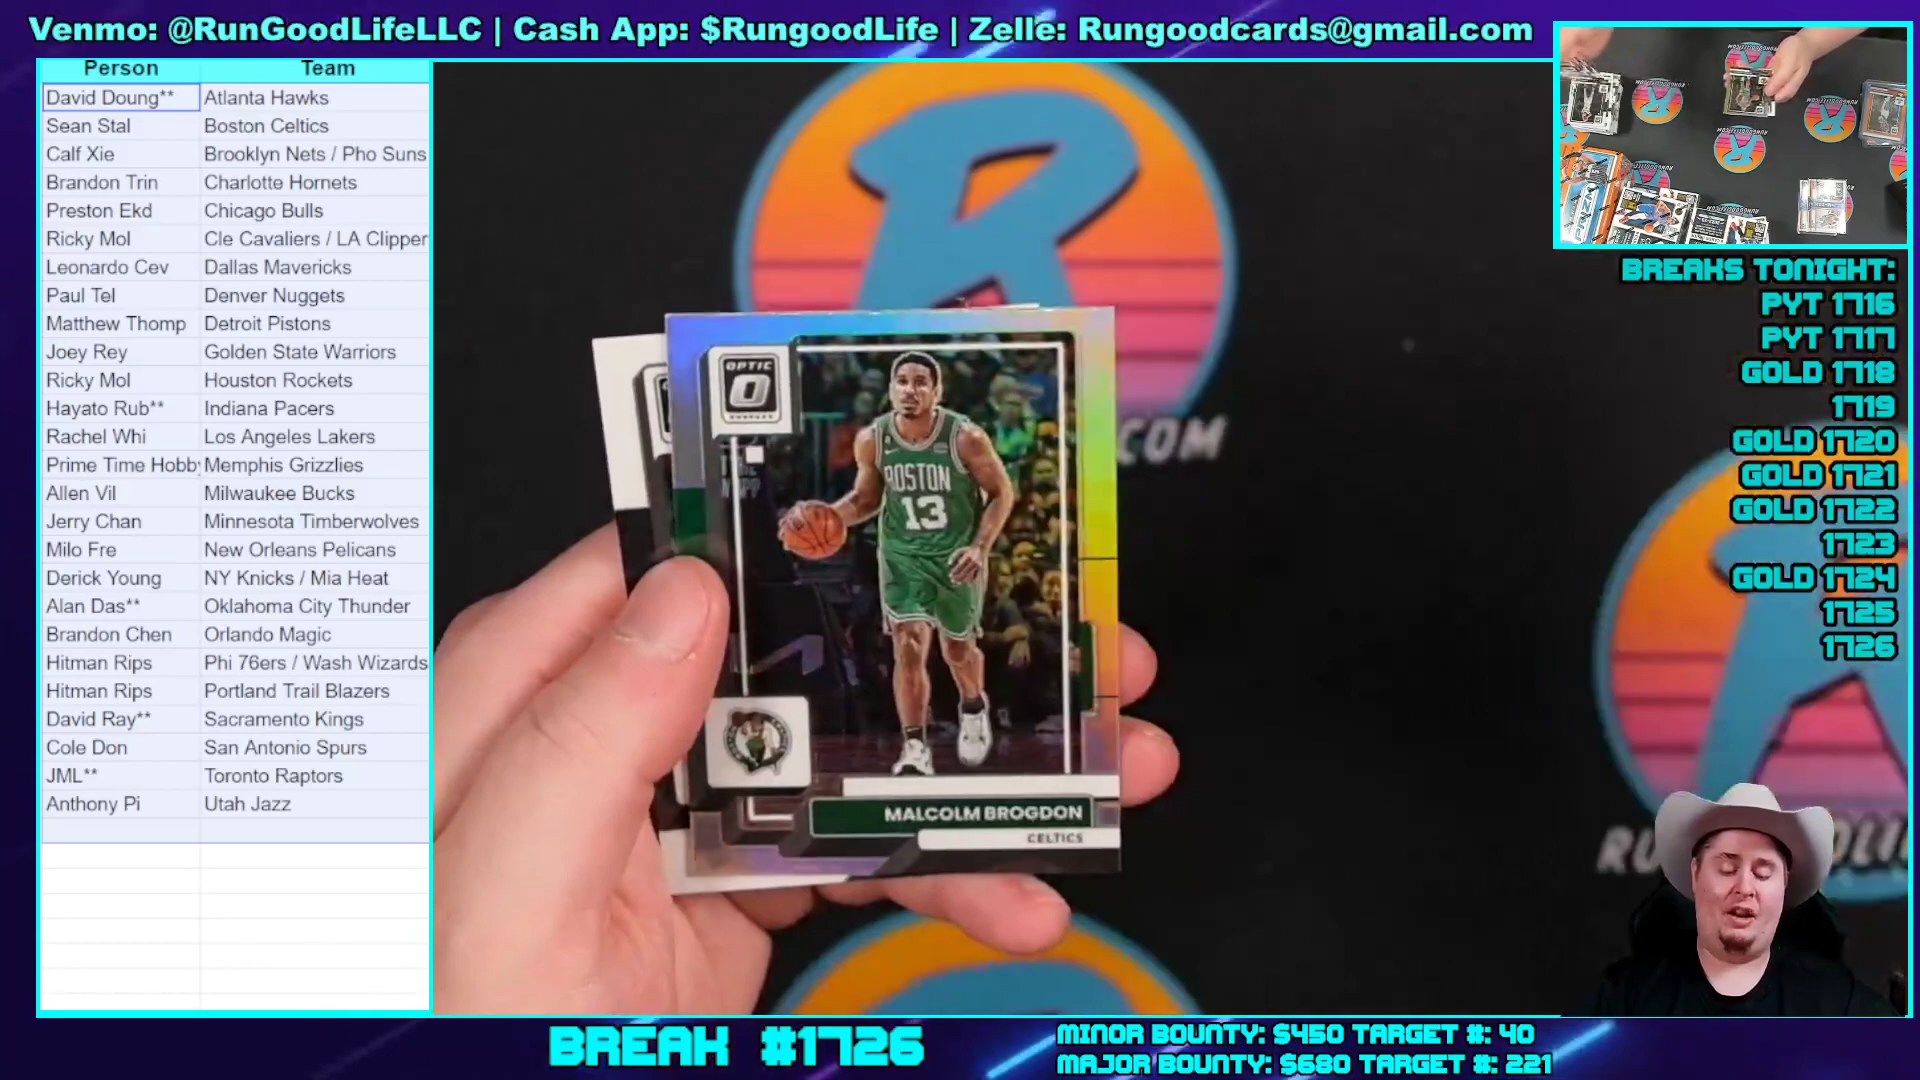 Venmo: @RunGoodLifeLLC | Cash App: $RungoodLife | Zelle: Rungoodcards@gmail.com
Person Team
David Doung** Atlanta Hawks
Sean Stal Boston Celtics
Calf Xie Brooklyn Nets / Pho Suns
Brandon Trin Charlotte Hornets
Preston Ekd Chicago Bulls
Ricky Mol Cle Cavaliers / LA Clipper
Leonardo Cev Dallas Mavericks
Paul Tel Denver Nuggets
Matthew Thomp Detroit Pistons
Joey Rey Golden State Warriors
Ricky Mol Houston Rockets
Hayato Rub** Indiana Pacers
Rachel Whi Los Angeles Lakers
Prime Time Hobby Memphis Grizzlies
Allen Vil Milwaukee Bucks
Jerry Chan Minnesota Timberwolves
Milo Fre New Orleans Pelicans
Derick Young NY Knicks / Mia Heat
Alan Das** Oklahoma City Thunder
Brandon Chen Orlando Magic
Hitman Rips Phi 76ers / Wash Wizards
Hitman Rips Portland Trail Blazers
David Ray** Sacramento Kings
Cole Don San Antonio Spurs
JML** Toronto Raptors
Anthony Pi Utah Jazz
OPTIC
BOSTON
13
MALCOLM BROGDON
CELTICS
.COM
BREAKS TONIGHT:
PYT 1716
PYT 1717
GOLD 1718
1719
GOLD 1720
GOLD 1721
GOLD 1722
1723
GOLD 1724
1725
1726
BREAK #1726
MINOR BOUNTY: $450 TARGET #: 40
MAJOR BOUNTY: $680 TARGET #: 221